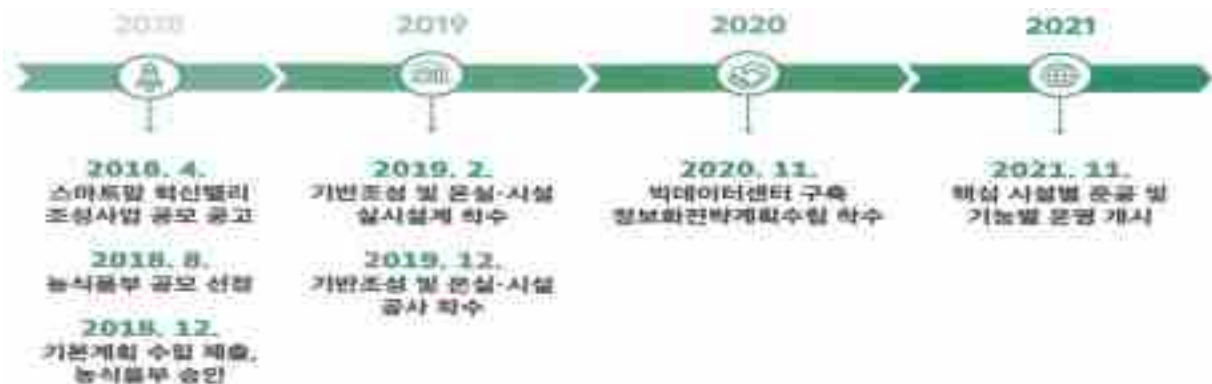 2018
2019
2020
2021
2018. 4.
스마트팜 혁신밸리
조성사업 공모 공고
2018. 8.
농식품부 공모 선정
2018. 12.
기본계획 수립 제출,
농식품부 승인
2019. 2.
기반조성 및 온실·시설
실시설계 착수
2019. 12.
기반조성 및 온실·시설
공사 착수
2020. 11.
빅데이터센터 구축
정보화전략계획수립 착수
2021. 11.
핵심 시설별 준공 및
기능별 운영 개시